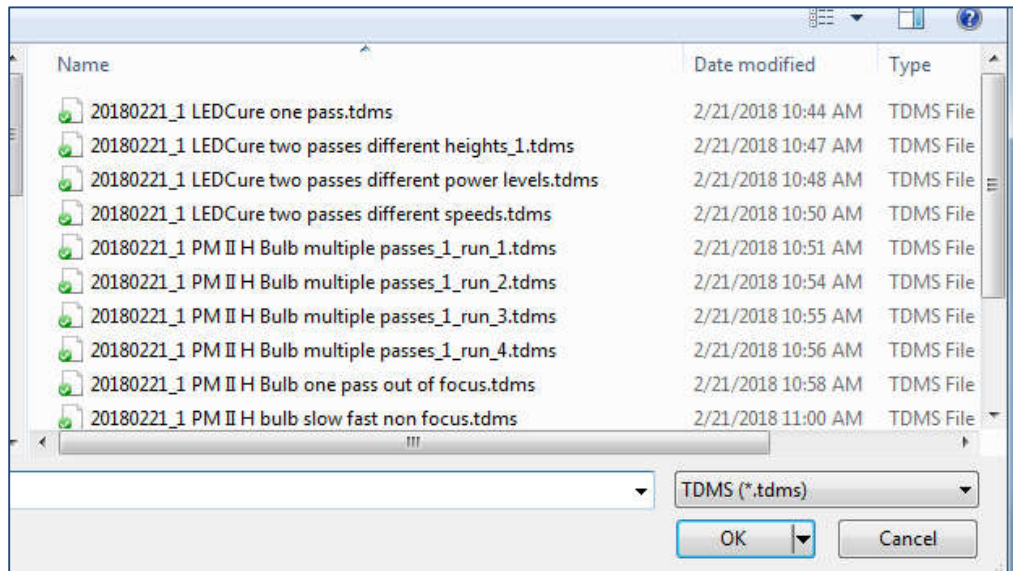 Name Date modified Type
20180221_1 LEDCure one pass.tdms 2/21/2018 10:44 AM TDMS File
20180221_1 LEDCure two passes different heights_1.tdms 2/21/2018 10:47 AM TDMS File
20180221_1 LEDCure two passes different power levels.tdms 2/21/2018 10:48 AM TDMS File
20180221_1 LEDCure two passes different speeds.tdms 2/21/2018 10:50 AM TDMS File
20180221_1 PM II H Bulb multiple passes_1_run_1.tdms 2/21/2018 10:51 AM TDMS File
20180221_1 PM II H Bulb multiple passes_1_run_2.tdms 2/21/2018 10:54 AM TDMS File
20180221_1 PM II H Bulb multiple passes_1_run_3.tdms 2/21/2018 10:55 AM TDMS File
20180221_1 PM II H Bulb multiple passes_1_run_4.tdms 2/21/2018 10:56 AM TDMS File
20180221_1 PM II H Bulb one pass out of focus.tdms 2/21/2018 10:58 AM TDMS File
20180221_1 PM II H bulb slow fast non focus.tdms 2/21/2018 11:00 AM TDMS File
TDMS (*.tdms)
OK Cancel